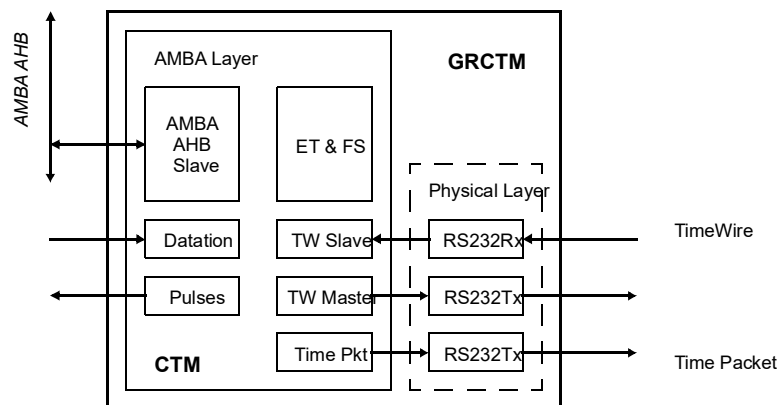 AMBA AHB
AMBA Layer
GRCTM
AMBA
AHB
Slave
ET & FS
Physical Layer
Datation
TW Slave
RS232Rx
TimeWire
Pulses
TW Master
RS232Tx
CTM
Time Pkt
RS232Tx
Time Packet